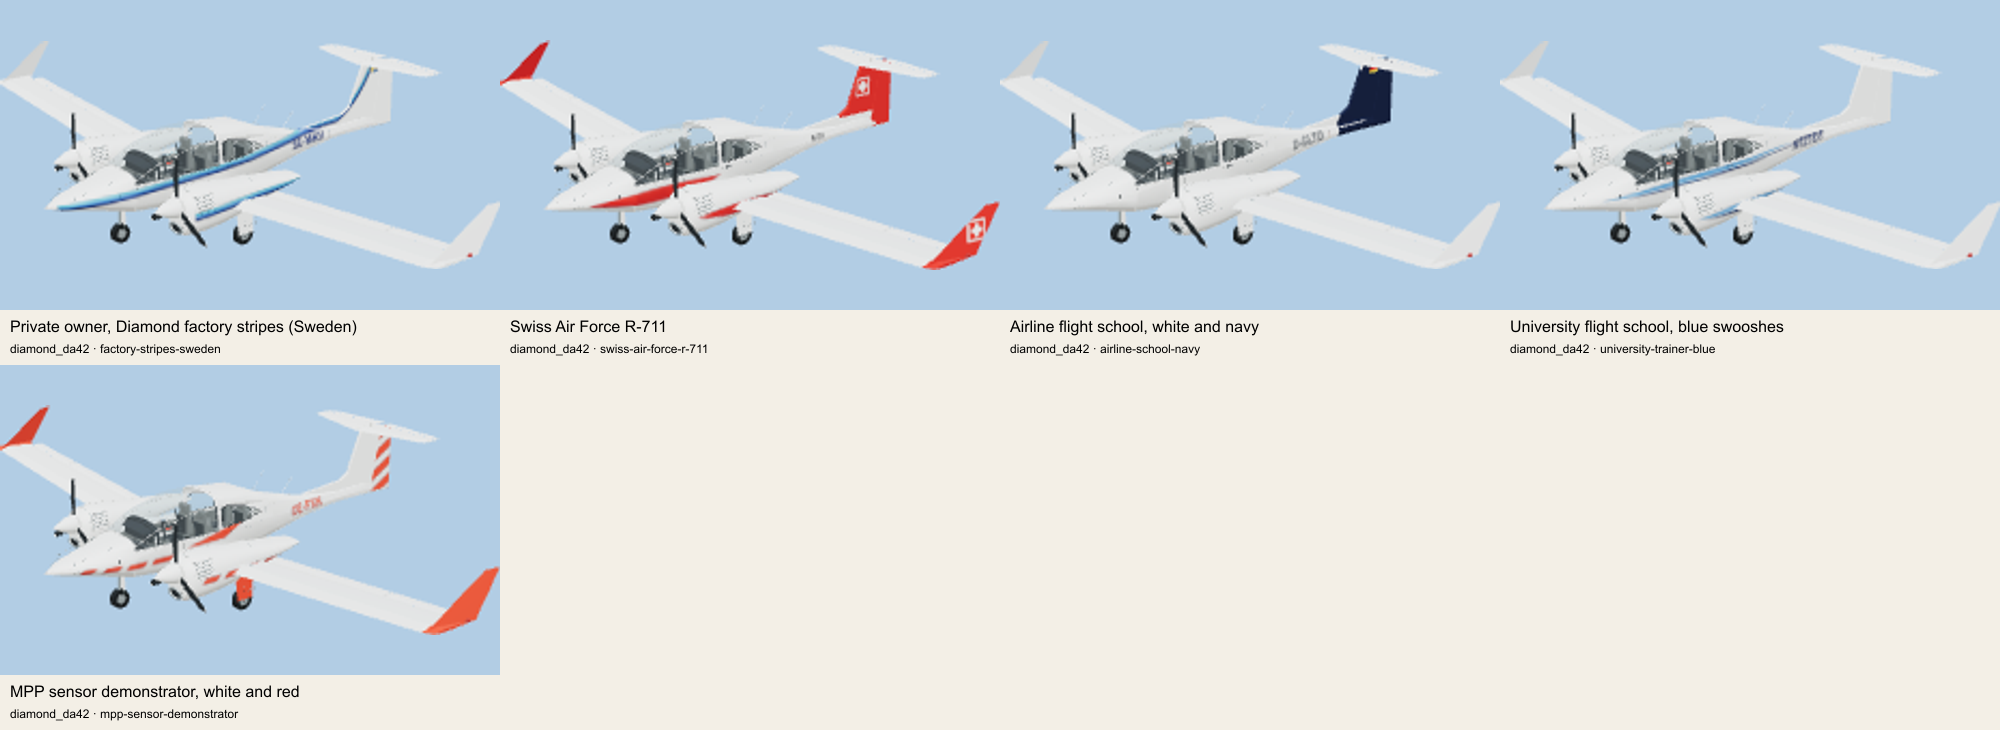 Private owner, Diamond factory stripes (Sweden)
diamond_da42 · factory-stripes-sweden
Swiss Air Force R-711
diamond_da42 · swiss-air-force-r-711
Airline flight school, white and navy
diamond_da42 · airline-school-navy
University flight school, blue swooshes
diamond_da42 · university-trainer-blue
MPP sensor demonstrator, white and red
diamond_da42 · mpp-sensor-demonstrator